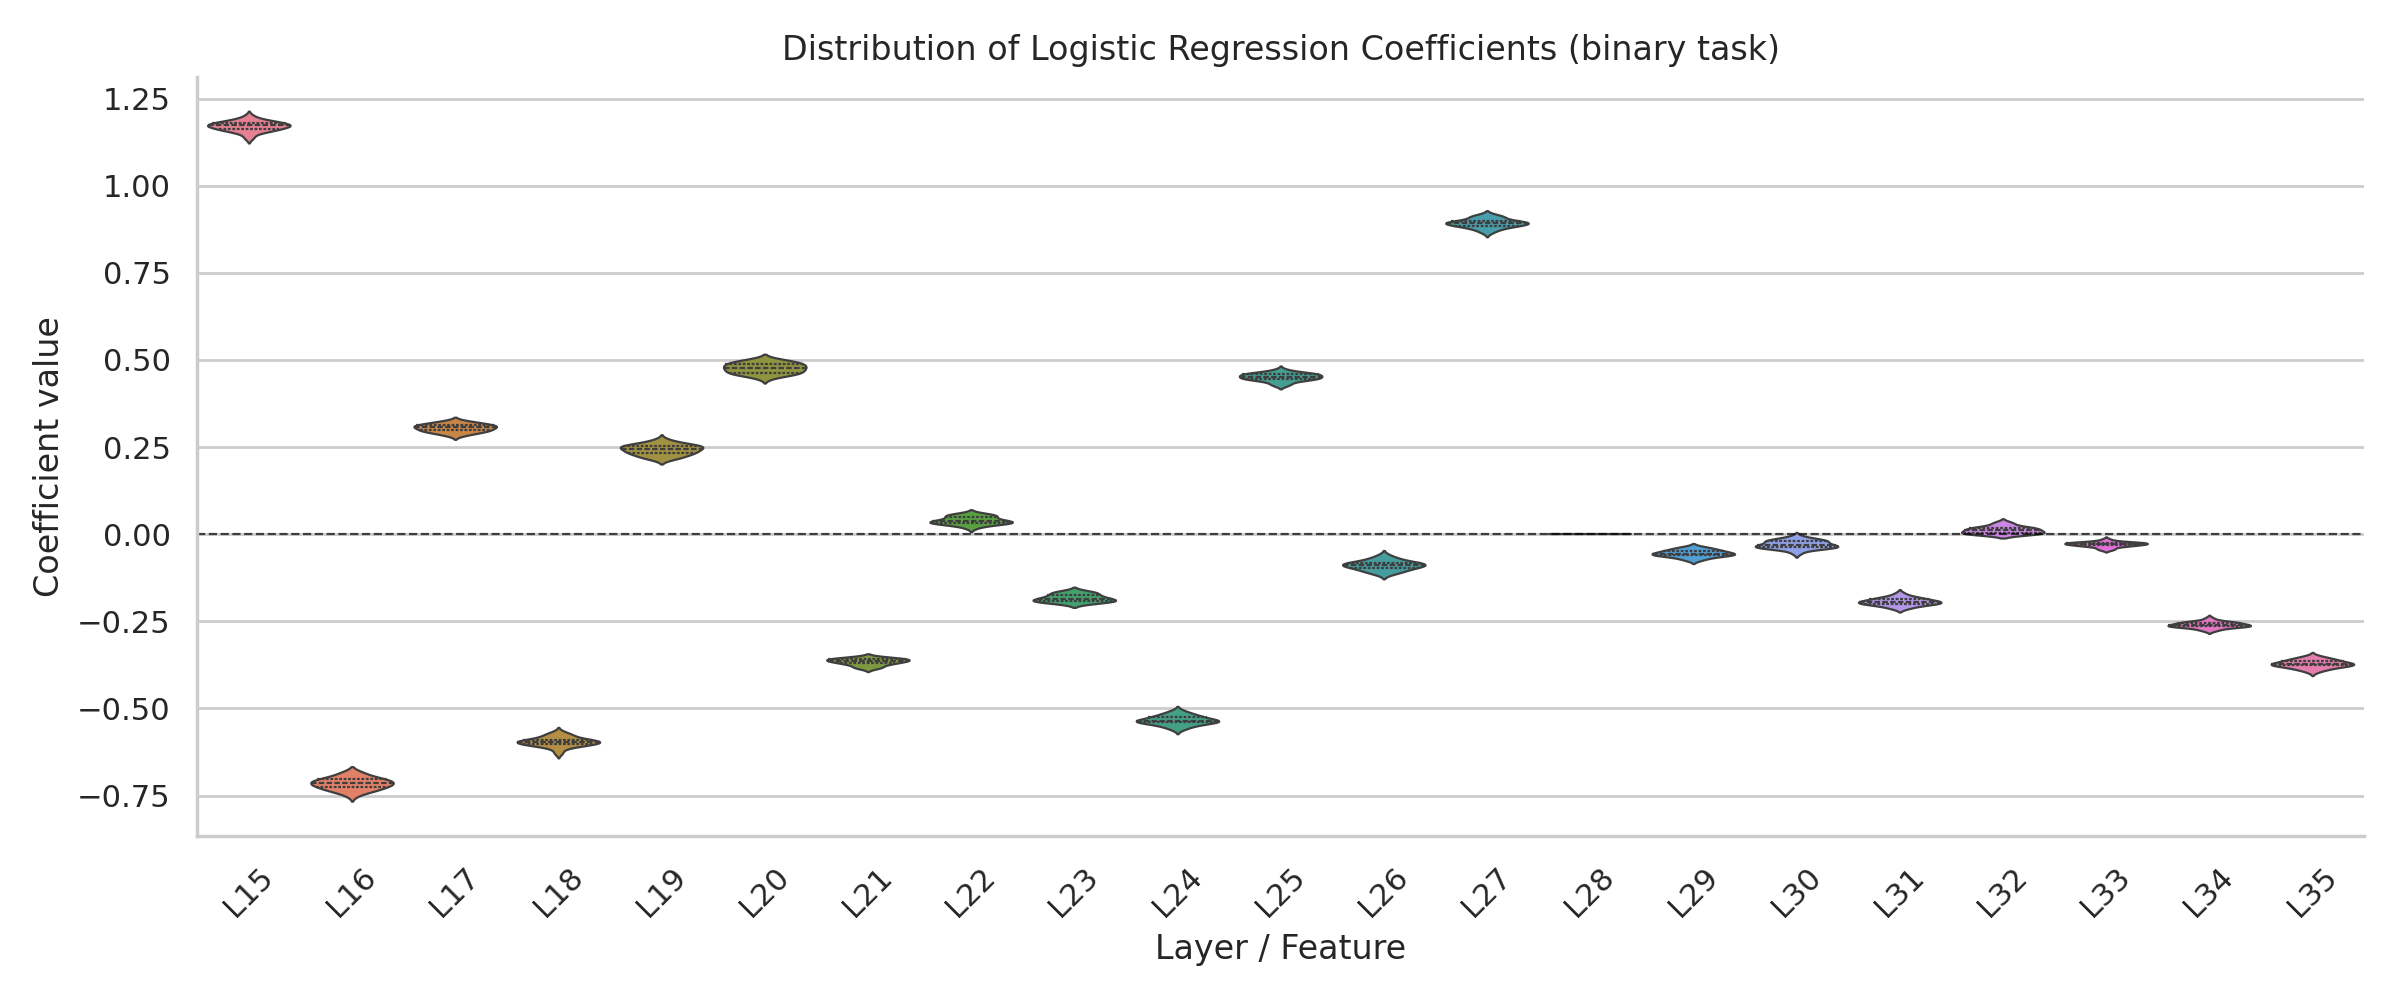 Distribution of Logistic Regression Coefficients (binary task)
Coefficient value
1.25
1.00
0.75
0.50
0.25
0.00
−0.25
−0.50
−0.75
L15 L16 L17 L18 L19 L20 L21 L22 L23 L24 L25 L26 L27 L28 L29 L30 L31 L32 L33 L34 L35
Layer / Feature